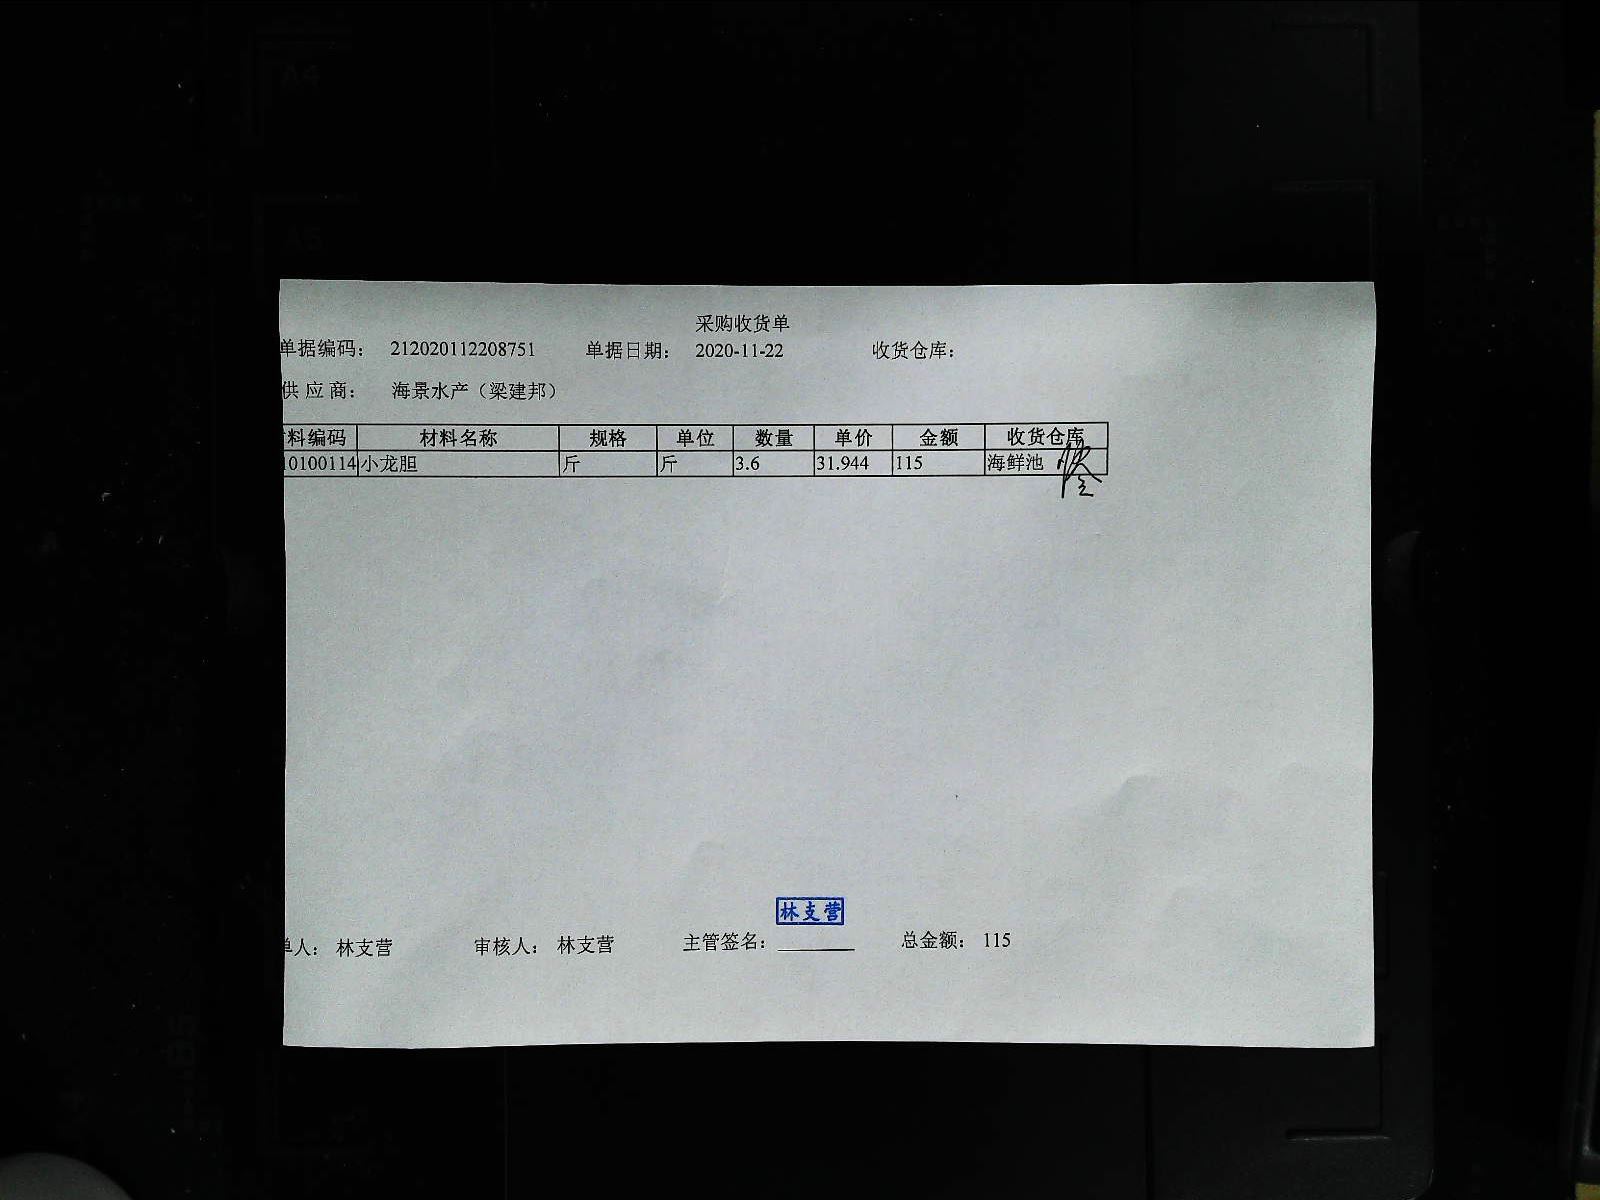 采购收货单
单据编码： 212020112208751 单据日期： 2020-11-22 收货仓库：
供应商： 海景水产（梁建邦）
料编码 材料名称 规格 单位 数量 单价 金额 收货仓库
10100114 小龙胆 斤 斤 3.6 31.944 115 海鲜池
林支营
单人： 林支营 审核人： 林支营 主管签名： 总金额： 115